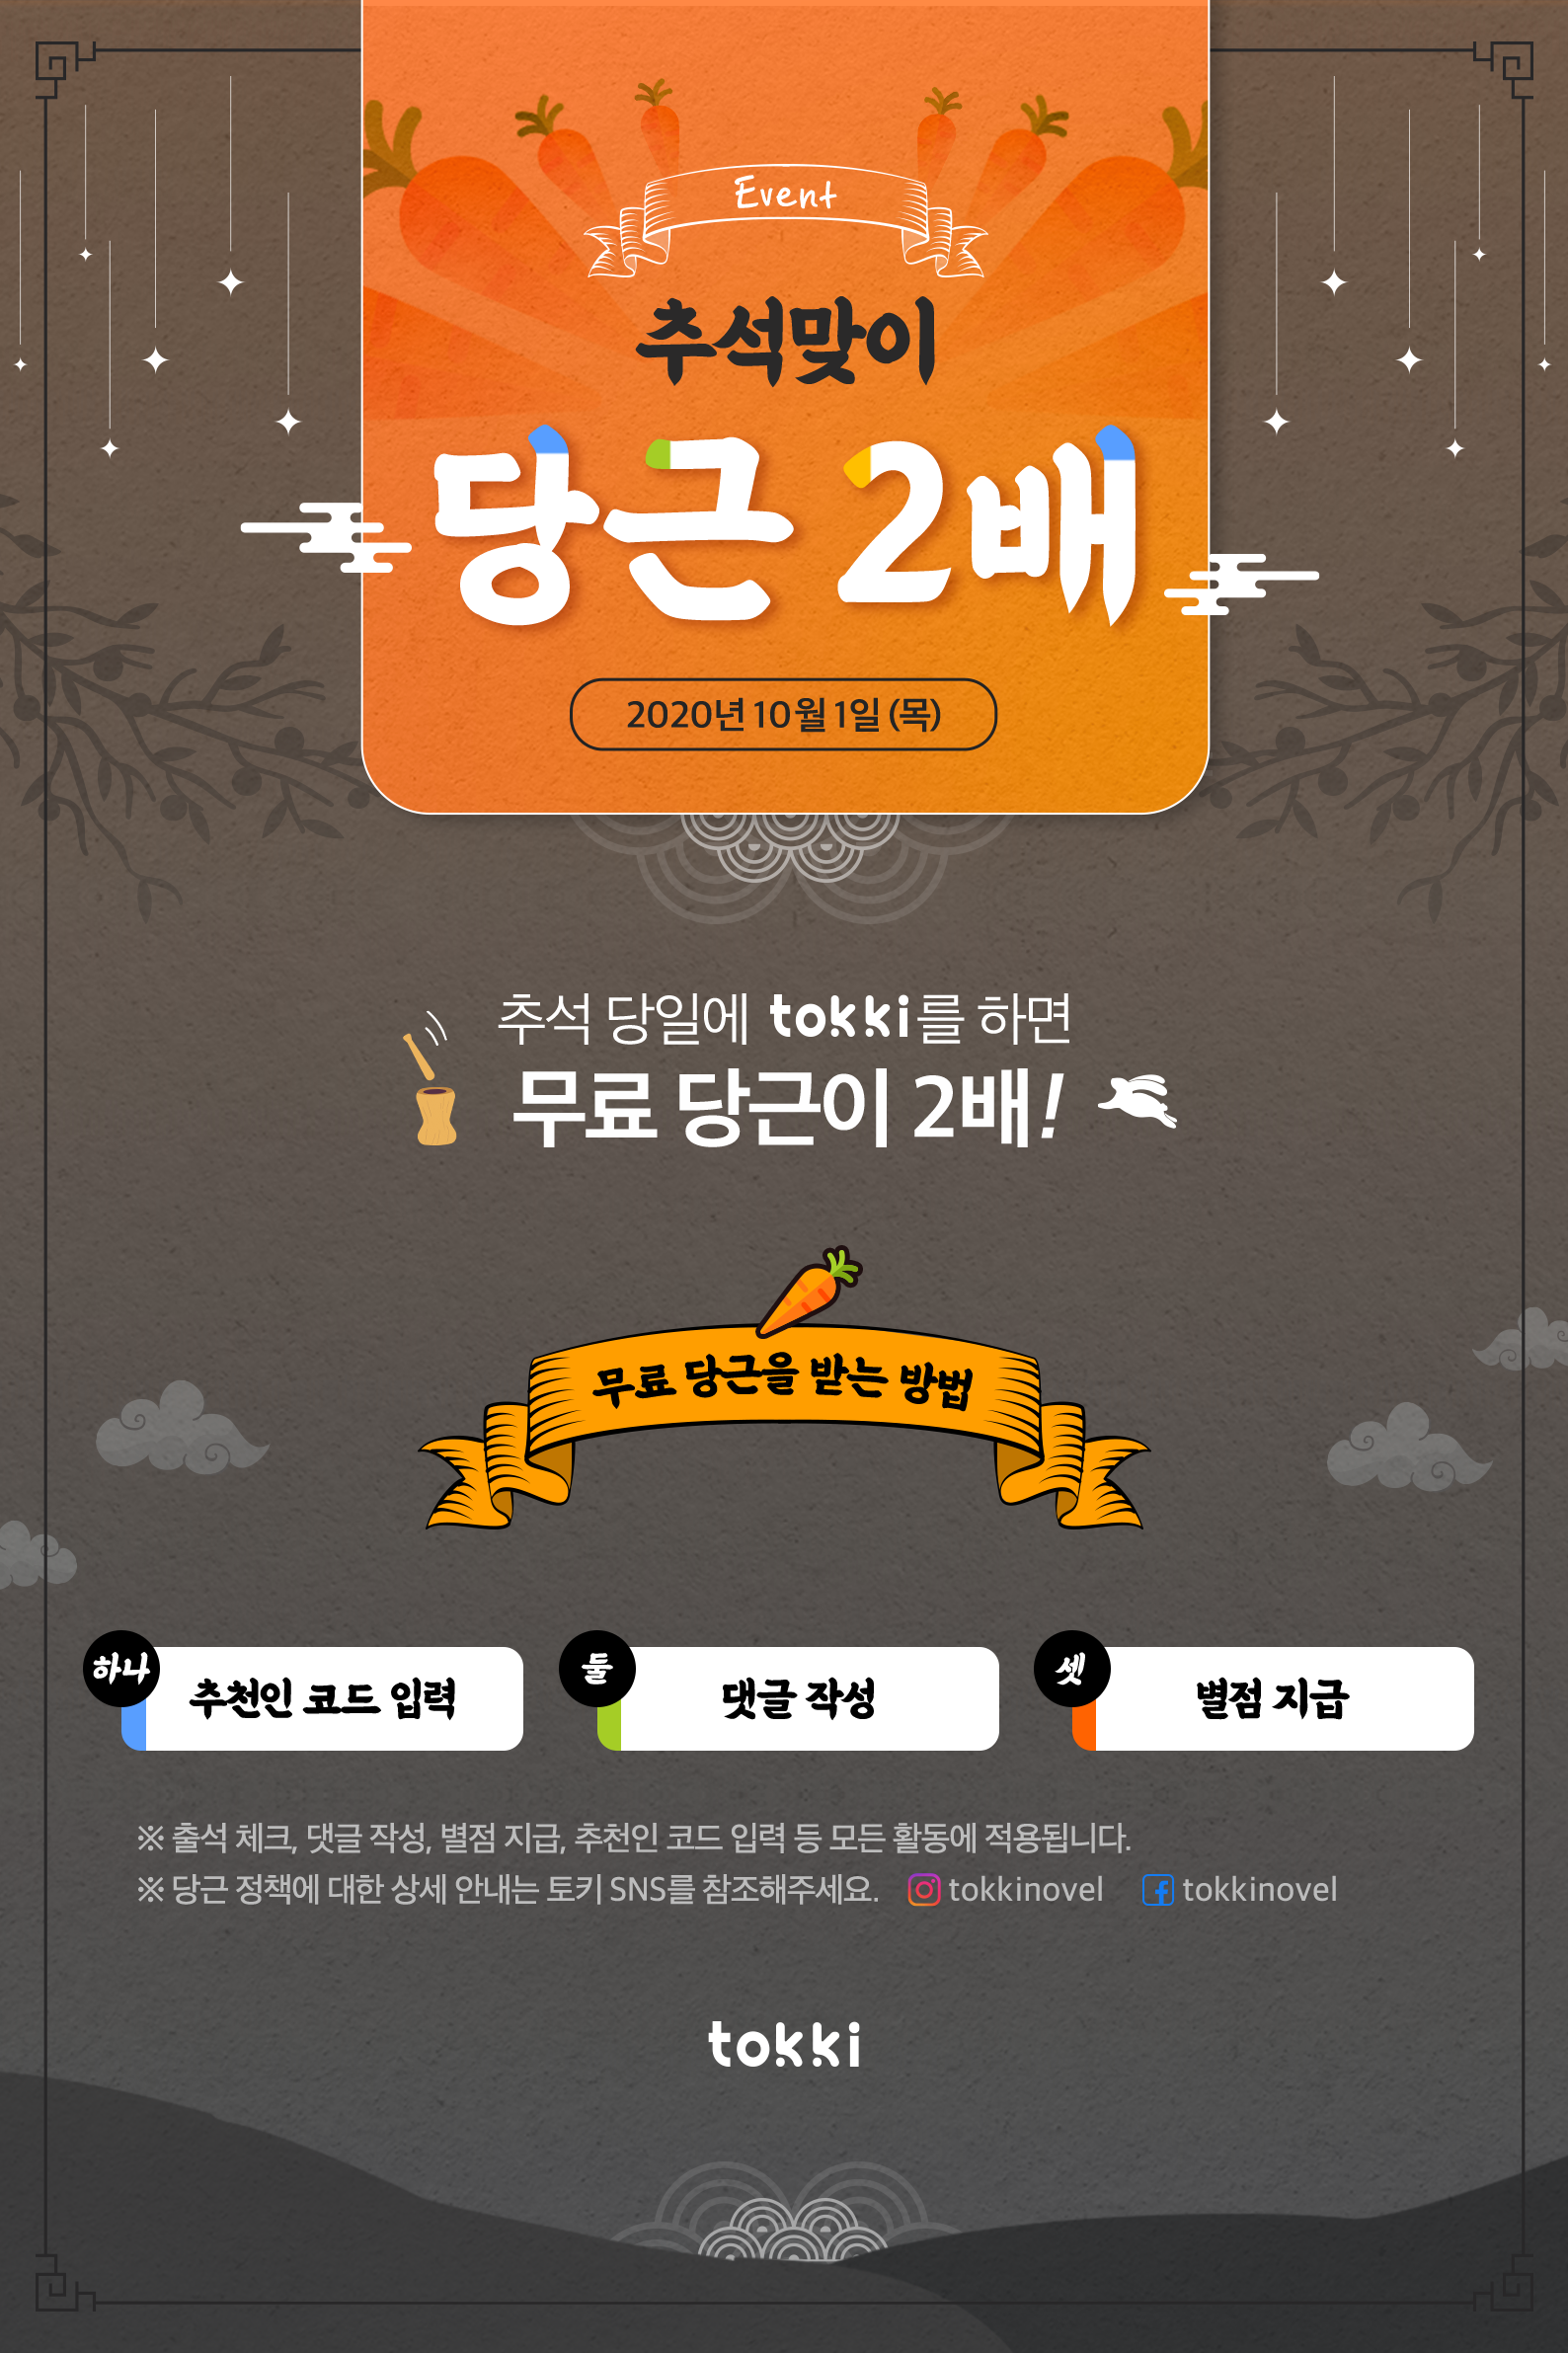 Event
추석맞이
당근 2배
2020년 10월 1일 (목)
추석 당일에 tokki를 하면
무료 당근이 2배!
무료 당근을 받는 방법
하나
추천인 코드 입력
둘
댓글 작성
셋
별점 지급
※ 출석 체크, 댓글 작성, 별점 지급, 추천인 코드 입력 등 모든 활동에 적용됩니다.
※ 당근 정책에 대한 상세 안내는 토키 SNS를 참조해주세요. tokkinovel tokkinovel
tokki